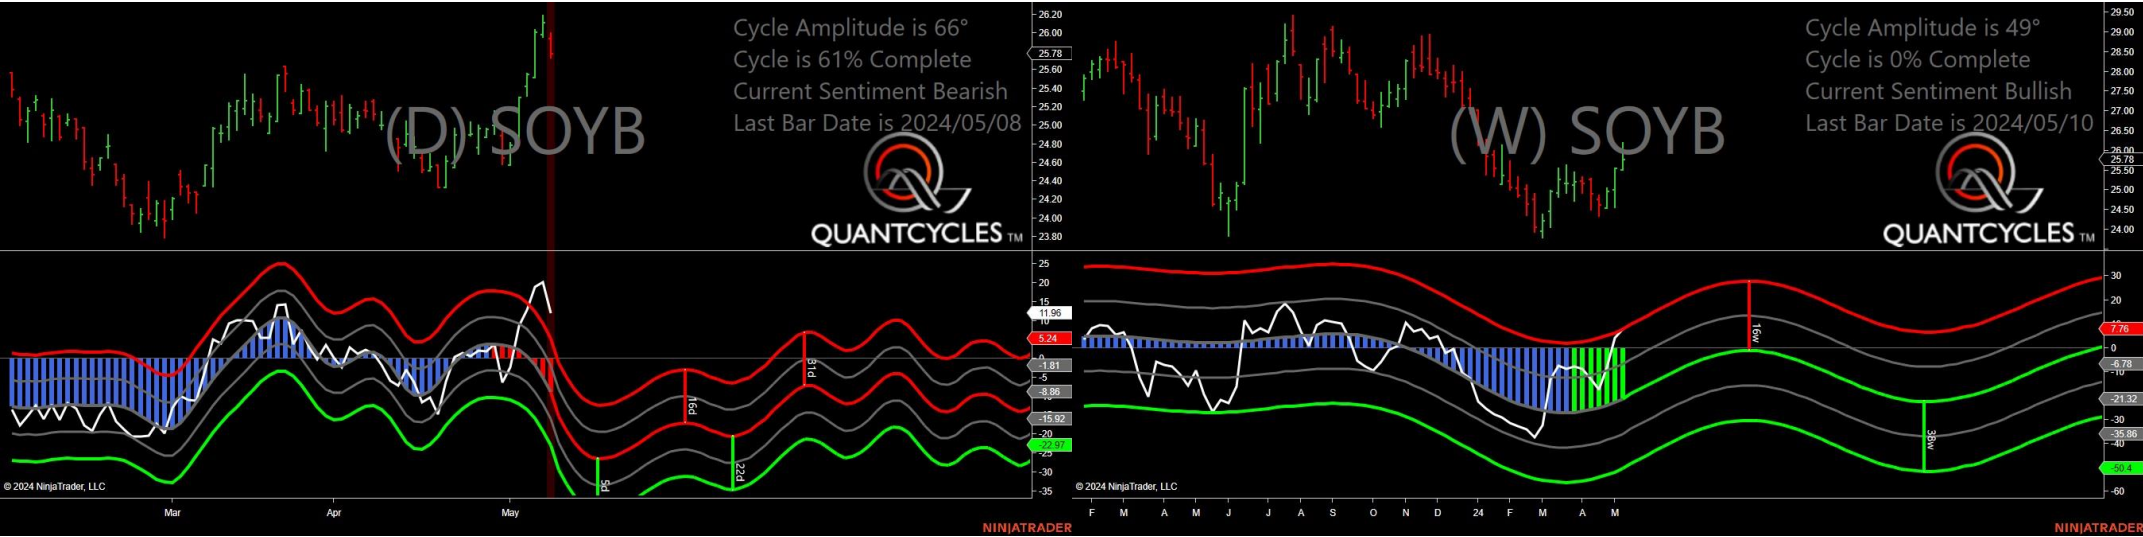 Cycle Amplitude is 66°
Cycle is 61% Complete
Current Sentiment Bearish
Last Bar Date is 2024/05/08
(D) SOYB
QUANTCYCLES TM
26.20
26.00
25.78
25.60
25.40
25.20
25.00
24.80
24.60
24.40
24.20
24.00
23.80
25
20
15
11.96
10
5.24
0
-1.81
-5
-8.86
-15.92
-20
-22.97
-25
-30
-35
5d
16d
22d
31d
© 2024 NinjaTrader, LLC
Mar Apr May
NINJATRADER
Cycle Amplitude is 49°
Cycle is 0% Complete
Current Sentiment Bullish
Last Bar Date is 2024/05/10
(W) SOYB
QUANTCYCLES TM
29.50
29.00
28.50
28.00
27.50
27.00
26.50
26.00
25.78
25.50
25.00
24.50
24.00
30
20
7.76
0
-6.78
-10
-21.32
-30
-35.86
-40
-50.4
-60
16w
38w
© 2024 NinjaTrader, LLC
F M A M J J A S O N D 24 F M A M
NINJATRADER